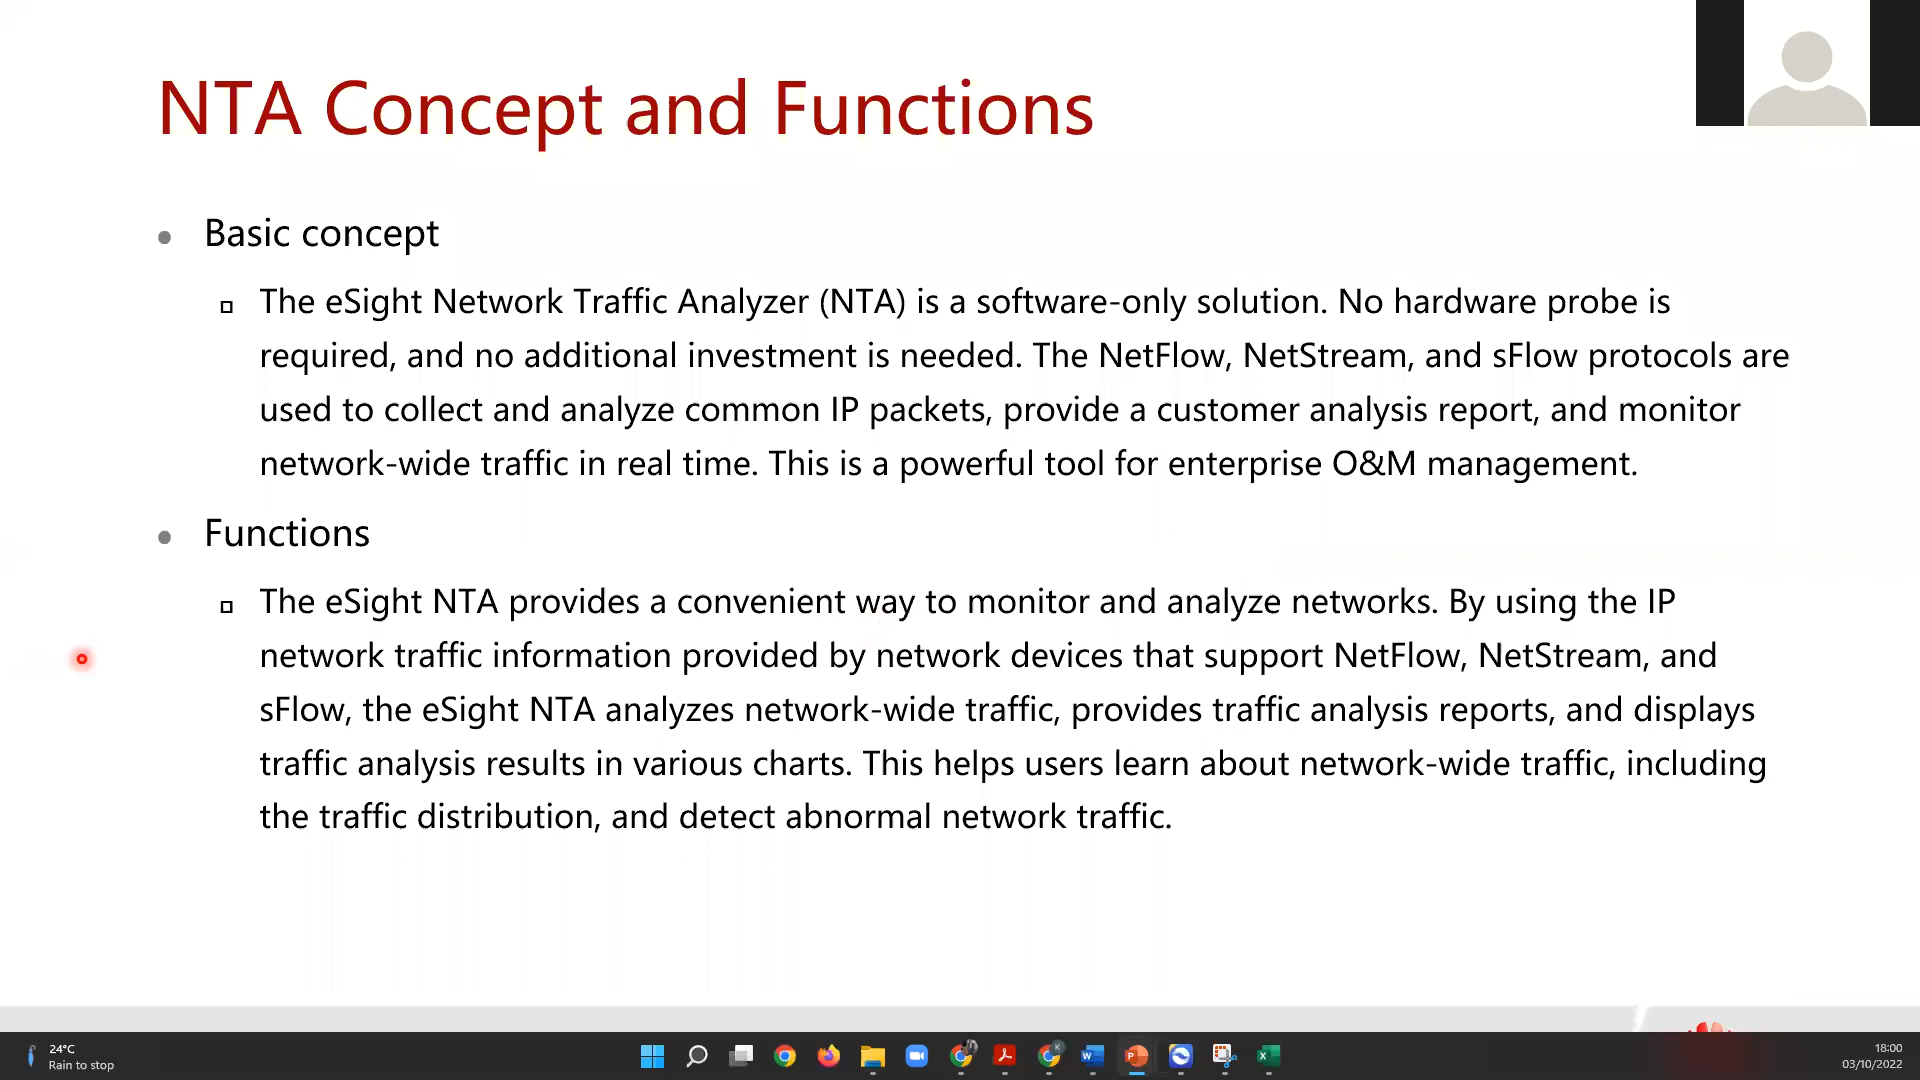 NTA Concept and Functions
Basic concept
The eSight Network Traffic Analyzer (NTA) is a software-only solution. No hardware probe is
required, and no additional investment is needed. The NetFlow, NetStream, and sFlow protocols are
used to collect and analyze common IP packets, provide a customer analysis report, and monitor
network-wide traffic in real time. This is a powerful tool for enterprise O&M management.
Functions
The eSight NTA provides a convenient way to monitor and analyze networks. By using the IP
network traffic information provided by network devices that support NetFlow, NetStream, and
sFlow, the eSight NTA analyzes network-wide traffic, provides traffic analysis reports, and displays
traffic analysis results in various charts. This helps users learn about network-wide traffic, including
the traffic distribution, and detect abnormal network traffic.
24°C
Rain to stop
18:00
03/10/2022